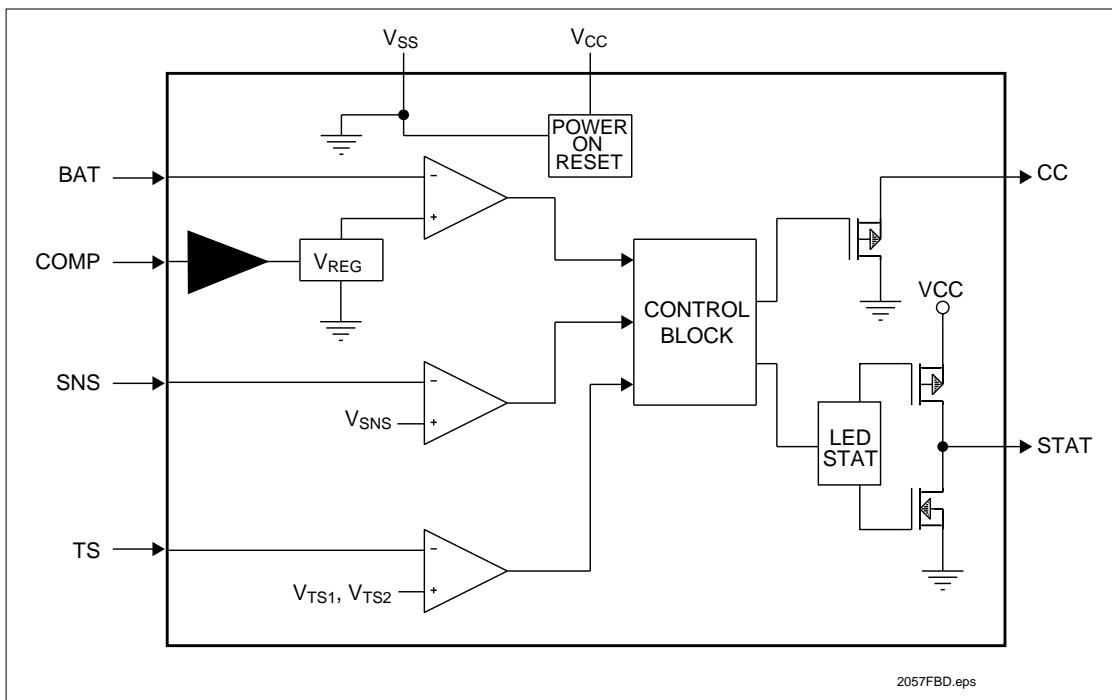 VSS
VCC
POWER
ON
RESET
BAT
−
+
CC
COMP
VREG
CONTROL
BLOCK
VCC
SNS
−
VSNS
+
LED
STAT
STAT
TS
−
VTS1, VTS2
+
2057FBD.eps